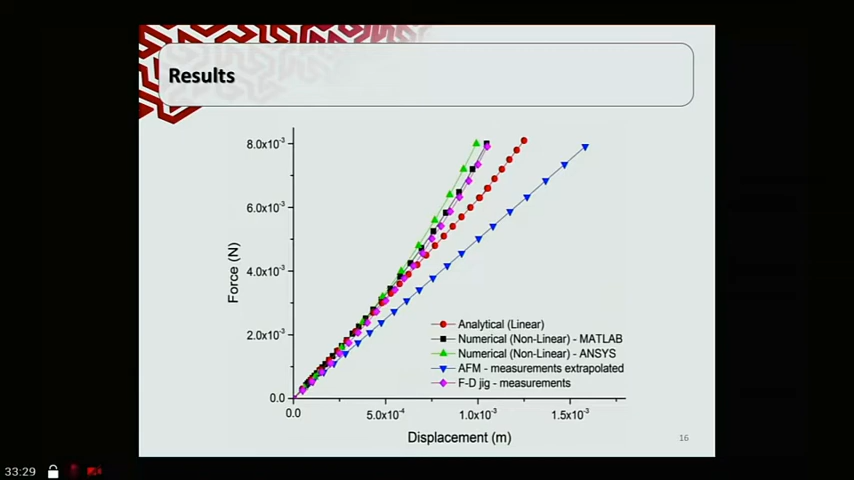 Results
8.0x10⁻³
6.0x10⁻³
4.0x10⁻³
2.0x10⁻³
0.0
Force (N)
Analytical (Linear)
Numerical (Non-Linear) - MATLAB
Numerical (Non-Linear) - ANSYS
AFM - measurements extrapolated
F-D jig - measurements
0.0
5.0x10⁻⁴
1.0x10⁻³
1.5x10⁻³
Displacement (m)
16
33:29